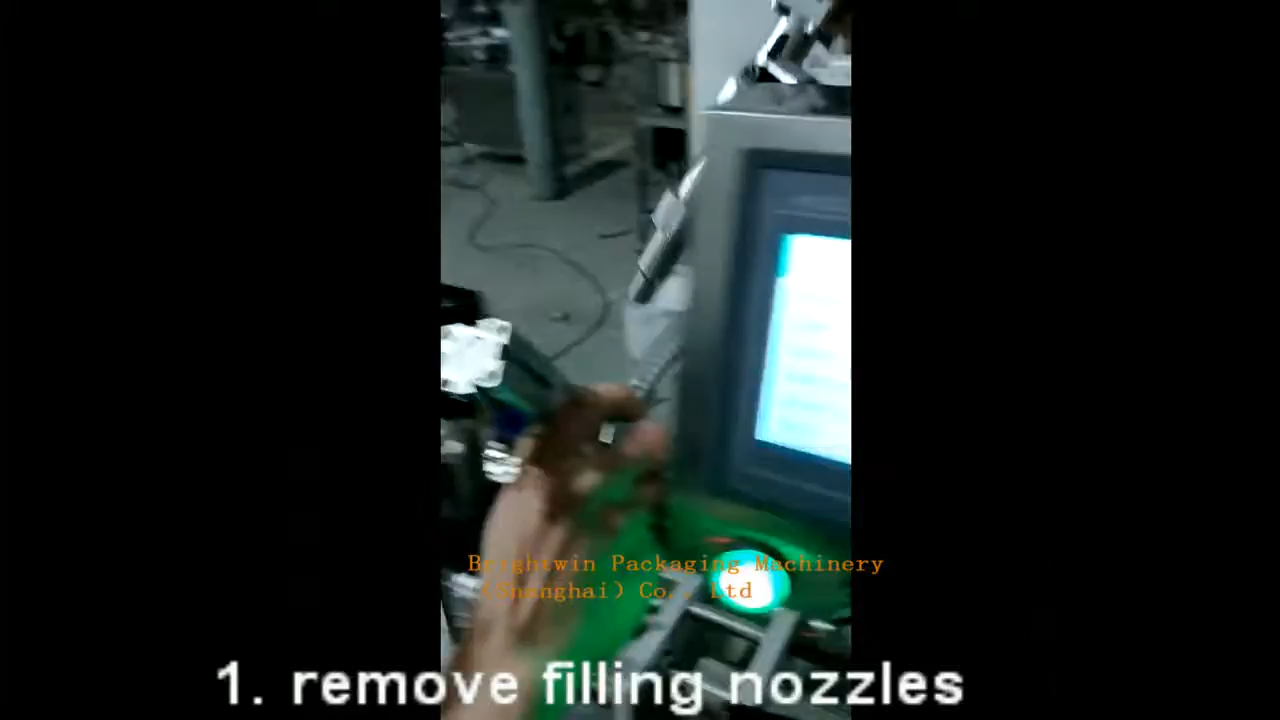 Brightwin Packaging Machinery
(Shanghai) Co., Ltd
1. remove filling nozzles